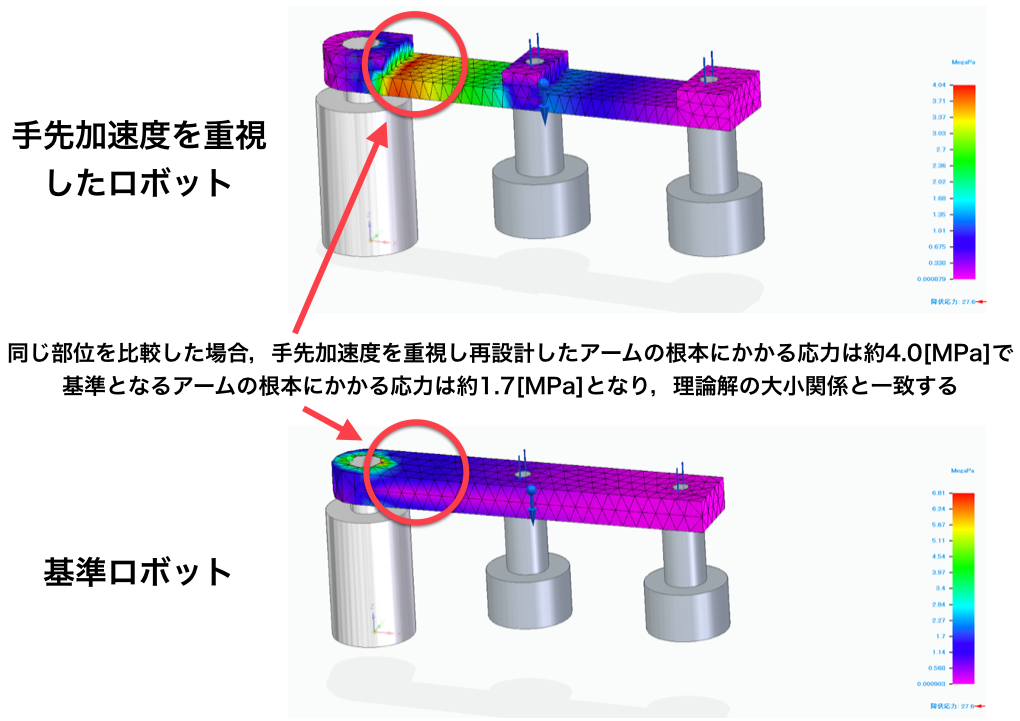 MegaPa
4.04
3.71
3.37
3.03
2.7
2.36
2.02
1.68
1.35
1.01
0.675
0.338
0.000879
降伏応力: 27.6
手先加速度を重視
したロボット
同じ部位を比較した場合，手先加速度を重視し再設計したアームの根本にかかる応力は約4.0[MPa]で
基準となるアームの根本にかかる応力は約1.7[MPa]となり，理論解の大小関係と一致する
MegaPa
6.81
6.24
5.67
5.11
4.54
3.97
3.4
2.84
2.27
1.7
1.14
0.568
0.000903
降伏応力: 27.6
基準ロボット